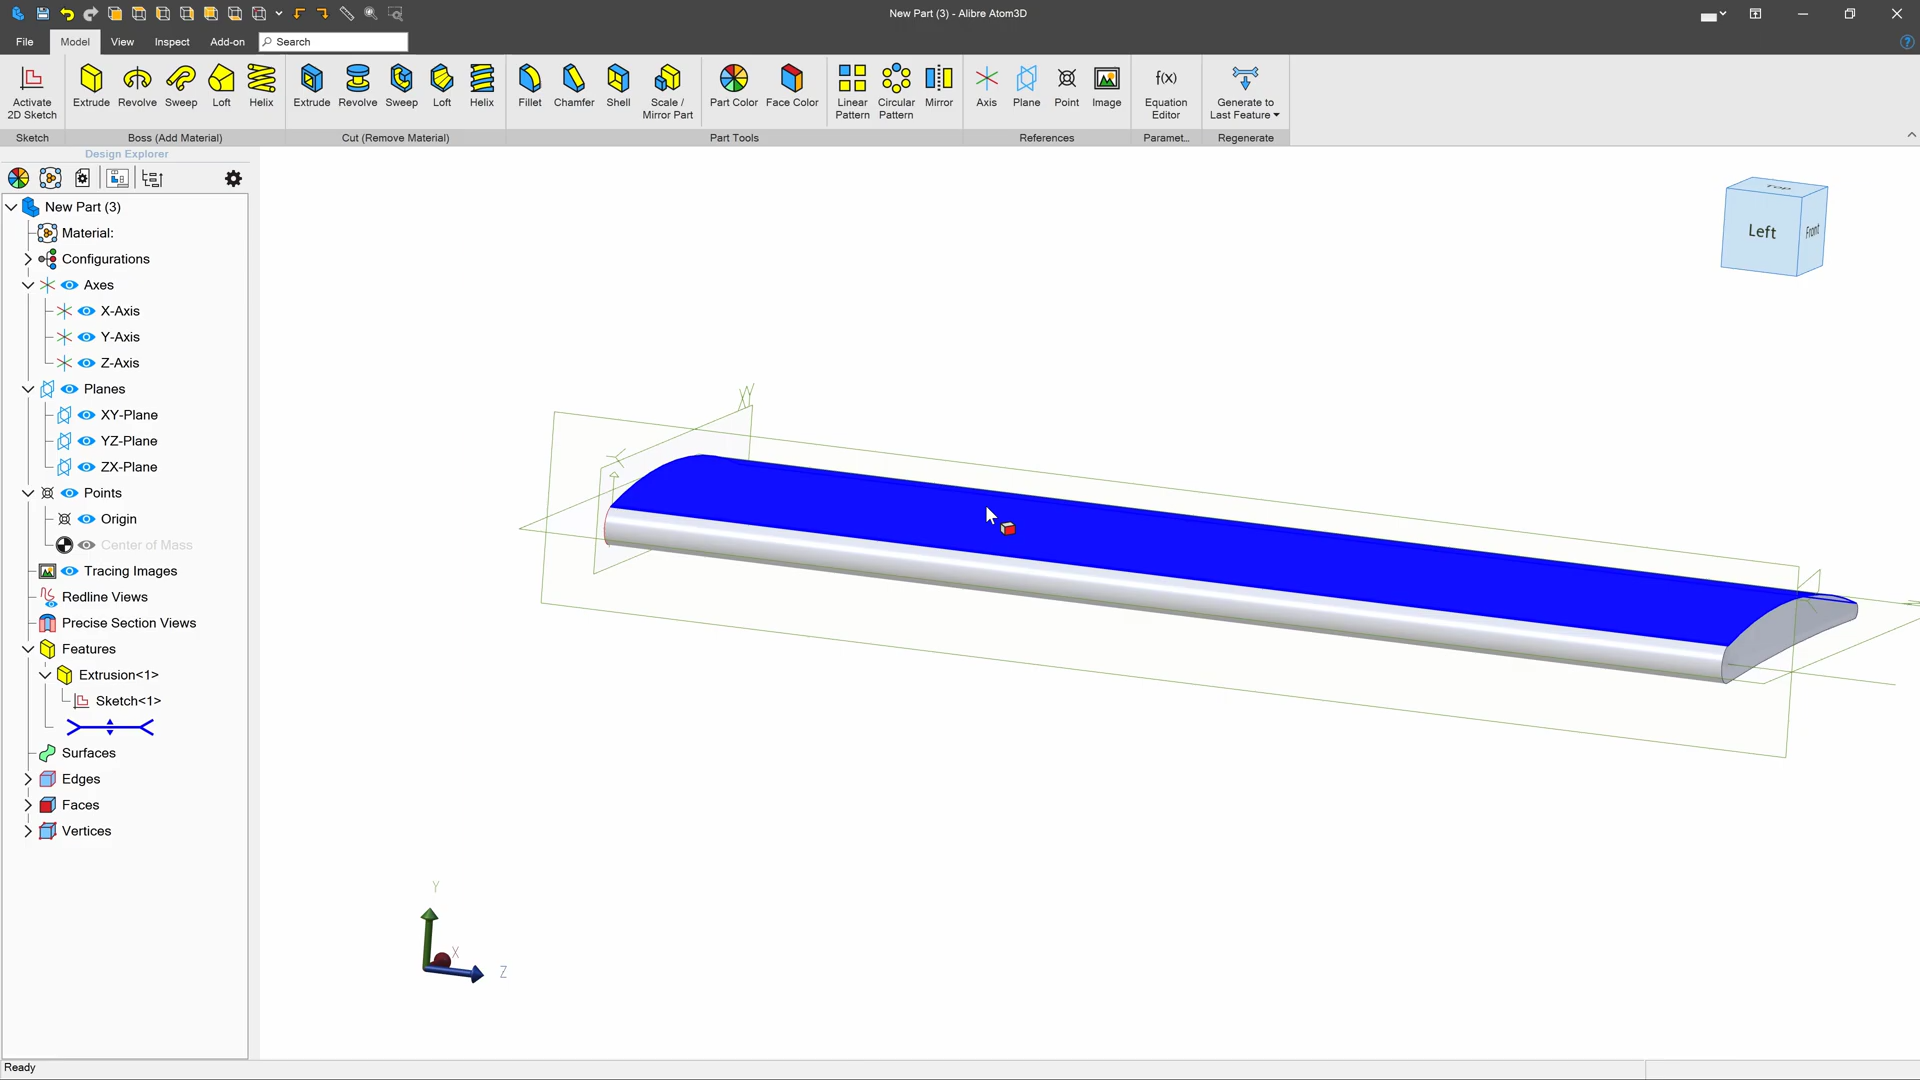 New Part (3) - Alibre Atom3D
File Model View Inspect Add-on Search
Activate 2D Sketch Extrude Revolve Sweep Loft Helix Extrude Revolve Sweep Loft Helix Fillet Chamfer Shell Scale / Mirror Part Part Color Face Color Linear Pattern Circular Pattern Mirror Axis Plane Point Image f(x) Equation Editor Generate to Last Feature
Sketch Boss (Add Material) Cut (Remove Material) Part Tools References Paramet... Regenerate
Design Explorer
New Part (3)
Material:
Configurations
Axes
X-Axis
Y-Axis
Z-Axis
Planes
XY-Plane
YZ-Plane
ZX-Plane
Points
Origin
Center of Mass
Tracing Images
Redline Views
Precise Section Views
Features
Extrusion<1>
Sketch<1>
Surfaces
Edges
Faces
Vertices
Top
Left
Front
Y
X
Z
Ready